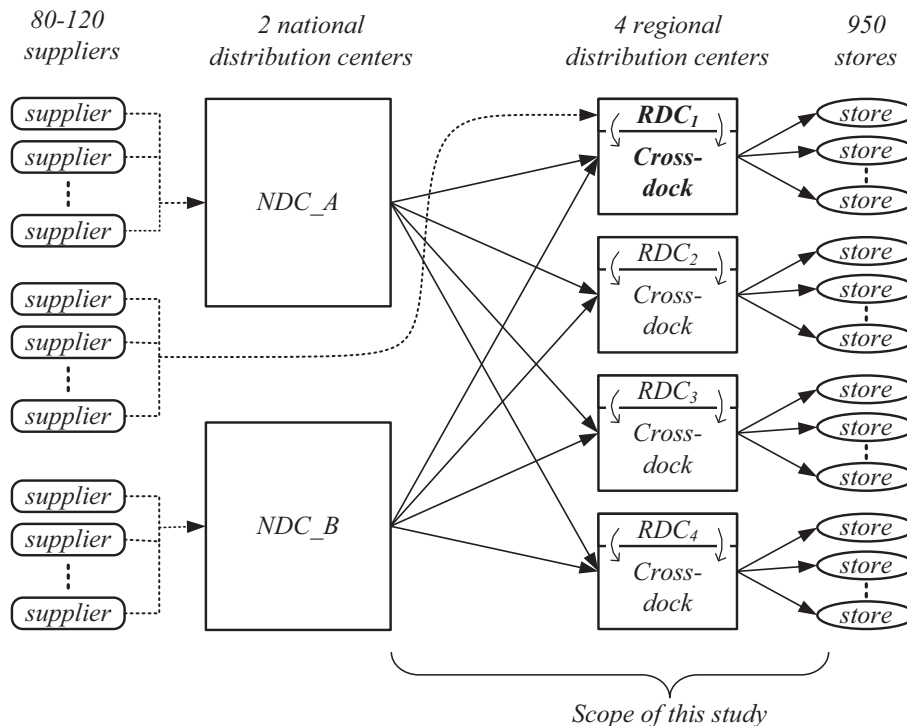 80-120
suppliers
2 national
distribution centers
4 regional
distribution centers
950
stores
supplier
supplier
supplier
supplier
supplier
supplier
supplier
supplier
supplier
NDC_A
NDC_B
RDC1
Cross-
dock
RDC2
Cross-
dock
RDC3
Cross-
dock
RDC4
Cross-
dock
store
store
store
store
store
store
store
store
store
store
store
store
Scope of this study